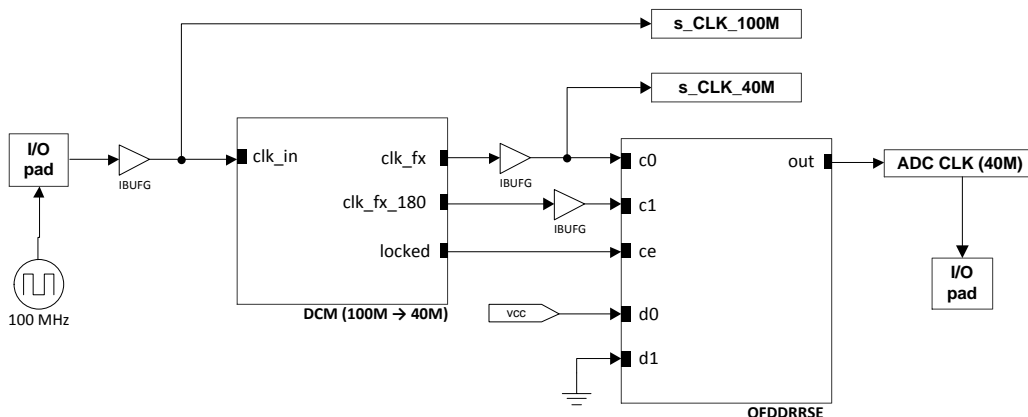 s_CLK_100M
s_CLK_40M
I/O
pad
IBUFG
clk_in
clk_fx
IBUFG
c0
out
ADC CLK (40M)
clk_fx_180
IBUFG
c1
locked
ce
I/O
pad
100 MHz
DCM (100M → 40M)
vcc
d0
d1
OFDDRRSE